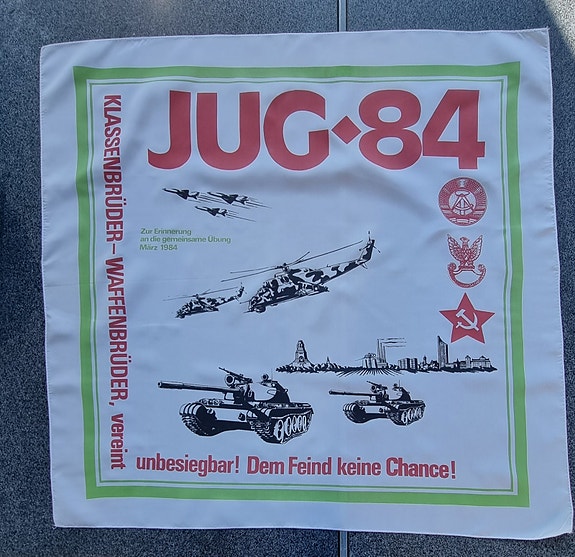 JUG·84
KLASSENBRÜDER–WAFFENBRÜDER, vereint
Zur Erinnerung
an die gemeinsame Übung
März 1984
unbesiegbar! Dem Feind keine Chance!